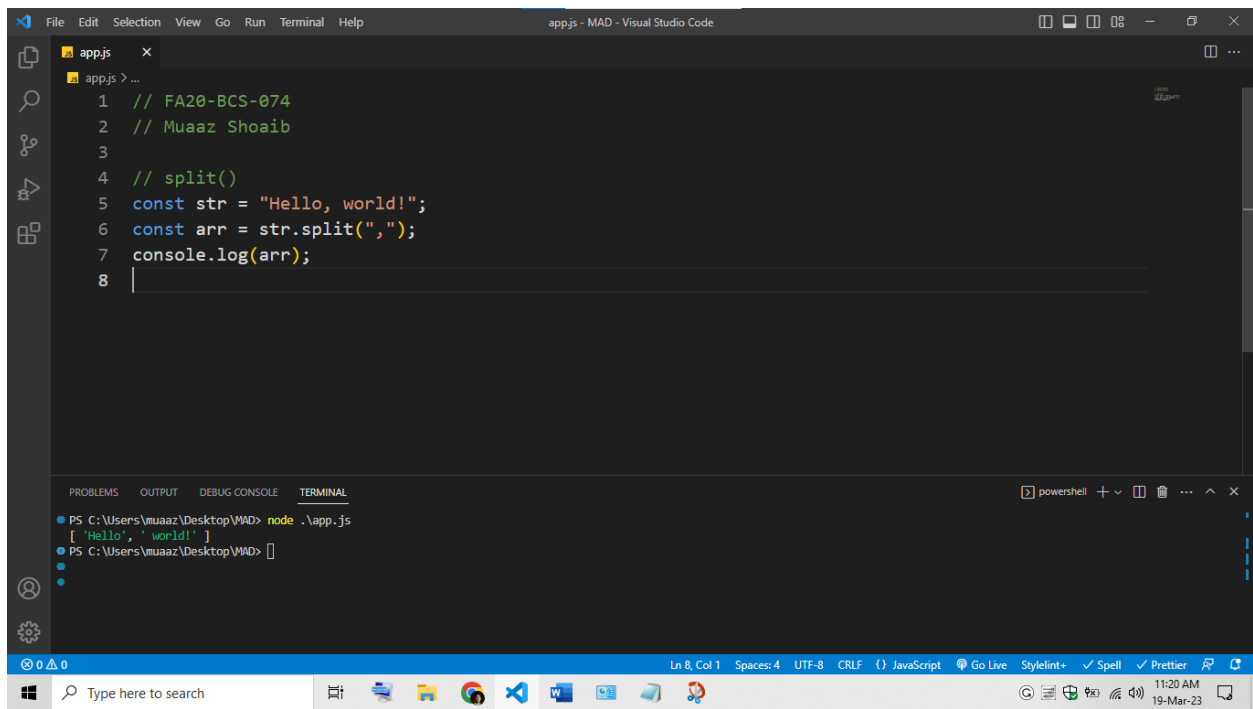 File Edit Selection View Go Run Terminal Help app.js - MAD - Visual Studio Code
JS app.js
JS app.js > ...
1 // FA20-BCS-074
2 // Muaaz Shoaib
3
4 // split()
5 const str = "Hello, world!";
6 const arr = str.split(",");
7 console.log(arr);
8
PROBLEMS OUTPUT DEBUG CONSOLE TERMINAL powershell
PS C:\Users\muaaz\Desktop\MAD> node .\app.js
[ 'Hello', ' world!' ]
PS C:\Users\muaaz\Desktop\MAD>
0 0 Ln 8, Col 1 Spaces: 4 UTF-8 CRLF {} JavaScript Go Live Stylelint+ Spell Prettier
Type here to search 11:20 AM
19-Mar-23